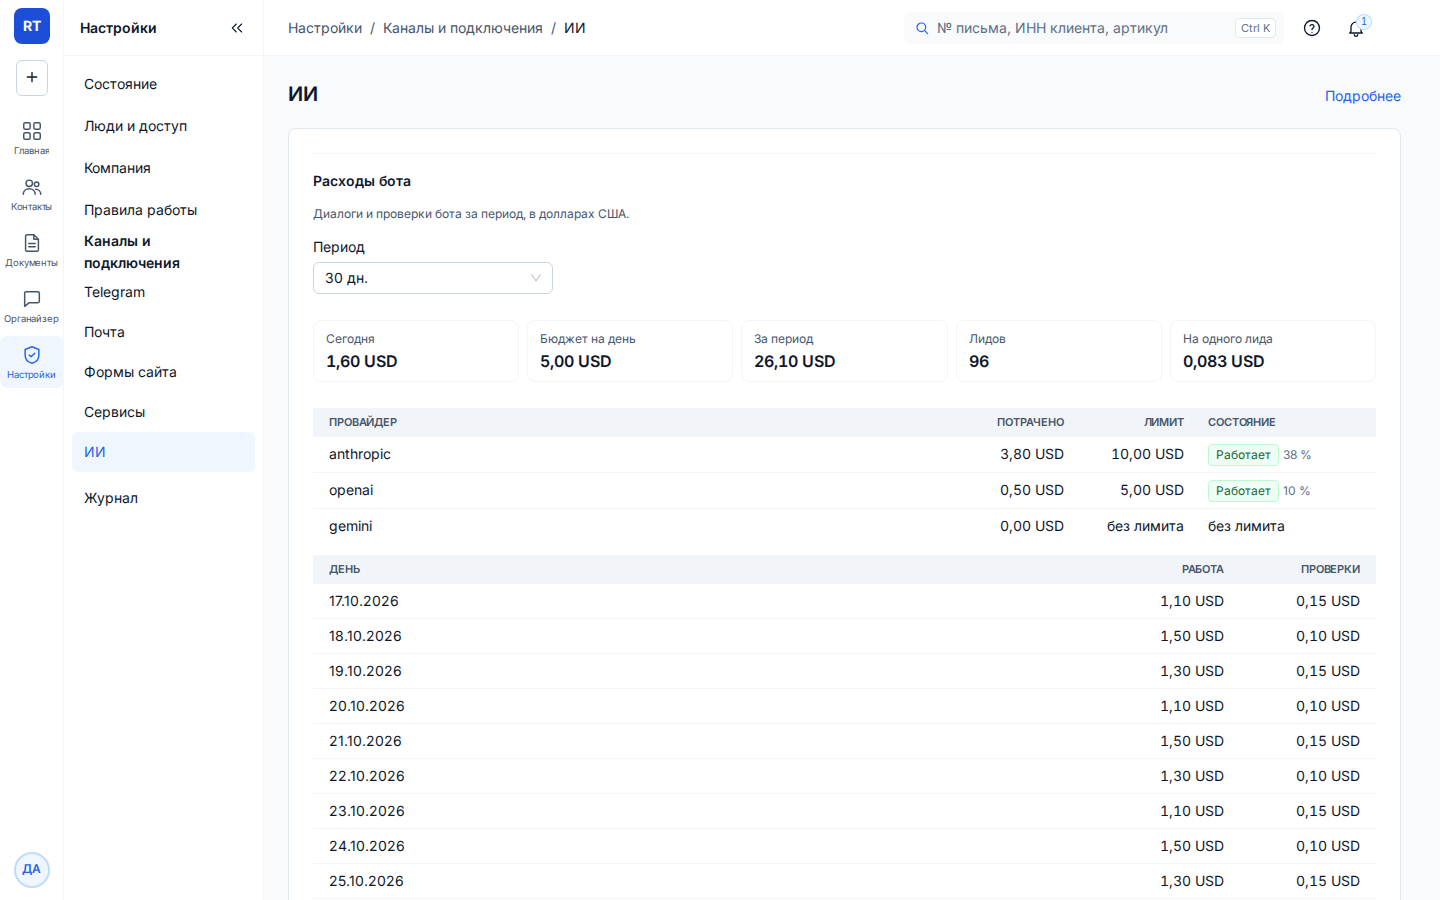 RT
Настройки
Настройки / Каналы и подключения / ИИ
№ письма, ИНН клиента, артикул
Ctrl K
1
Главная
Контакты
Документы
Органайзер
Настройки
ДА
Состояние
Люди и доступ
Компания
Правила работы
Каналы и
подключения
Telegram
Почта
Формы сайта
Сервисы
ИИ
Журнал
ИИ
Подробнее
Расходы бота
Диалоги и проверки бота за период, в долларах США.
Период
30 дн.
Сегодня
1,60 USD
Бюджет на день
5,00 USD
За период
26,10 USD
Лидов
96
На одного лида
0,083 USD
ПРОВАЙДЕР ПОТРАЧЕНО ЛИМИТ СОСТОЯНИЕ
anthropic 3,80 USD 10,00 USD Работает 38 %
openai 0,50 USD 5,00 USD Работает 10 %
gemini 0,00 USD без лимита без лимита
ДЕНЬ РАБОТА ПРОВЕРКИ
17.10.2026 1,10 USD 0,15 USD
18.10.2026 1,50 USD 0,10 USD
19.10.2026 1,30 USD 0,15 USD
20.10.2026 1,10 USD 0,10 USD
21.10.2026 1,50 USD 0,15 USD
22.10.2026 1,30 USD 0,10 USD
23.10.2026 1,10 USD 0,15 USD
24.10.2026 1,50 USD 0,10 USD
25.10.2026 1,30 USD 0,15 USD